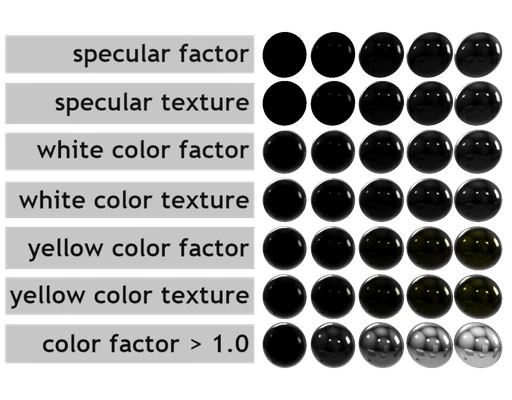 specular factor
specular texture
white color factor
white color texture
yellow color factor
yellow color texture
color factor > 1.0